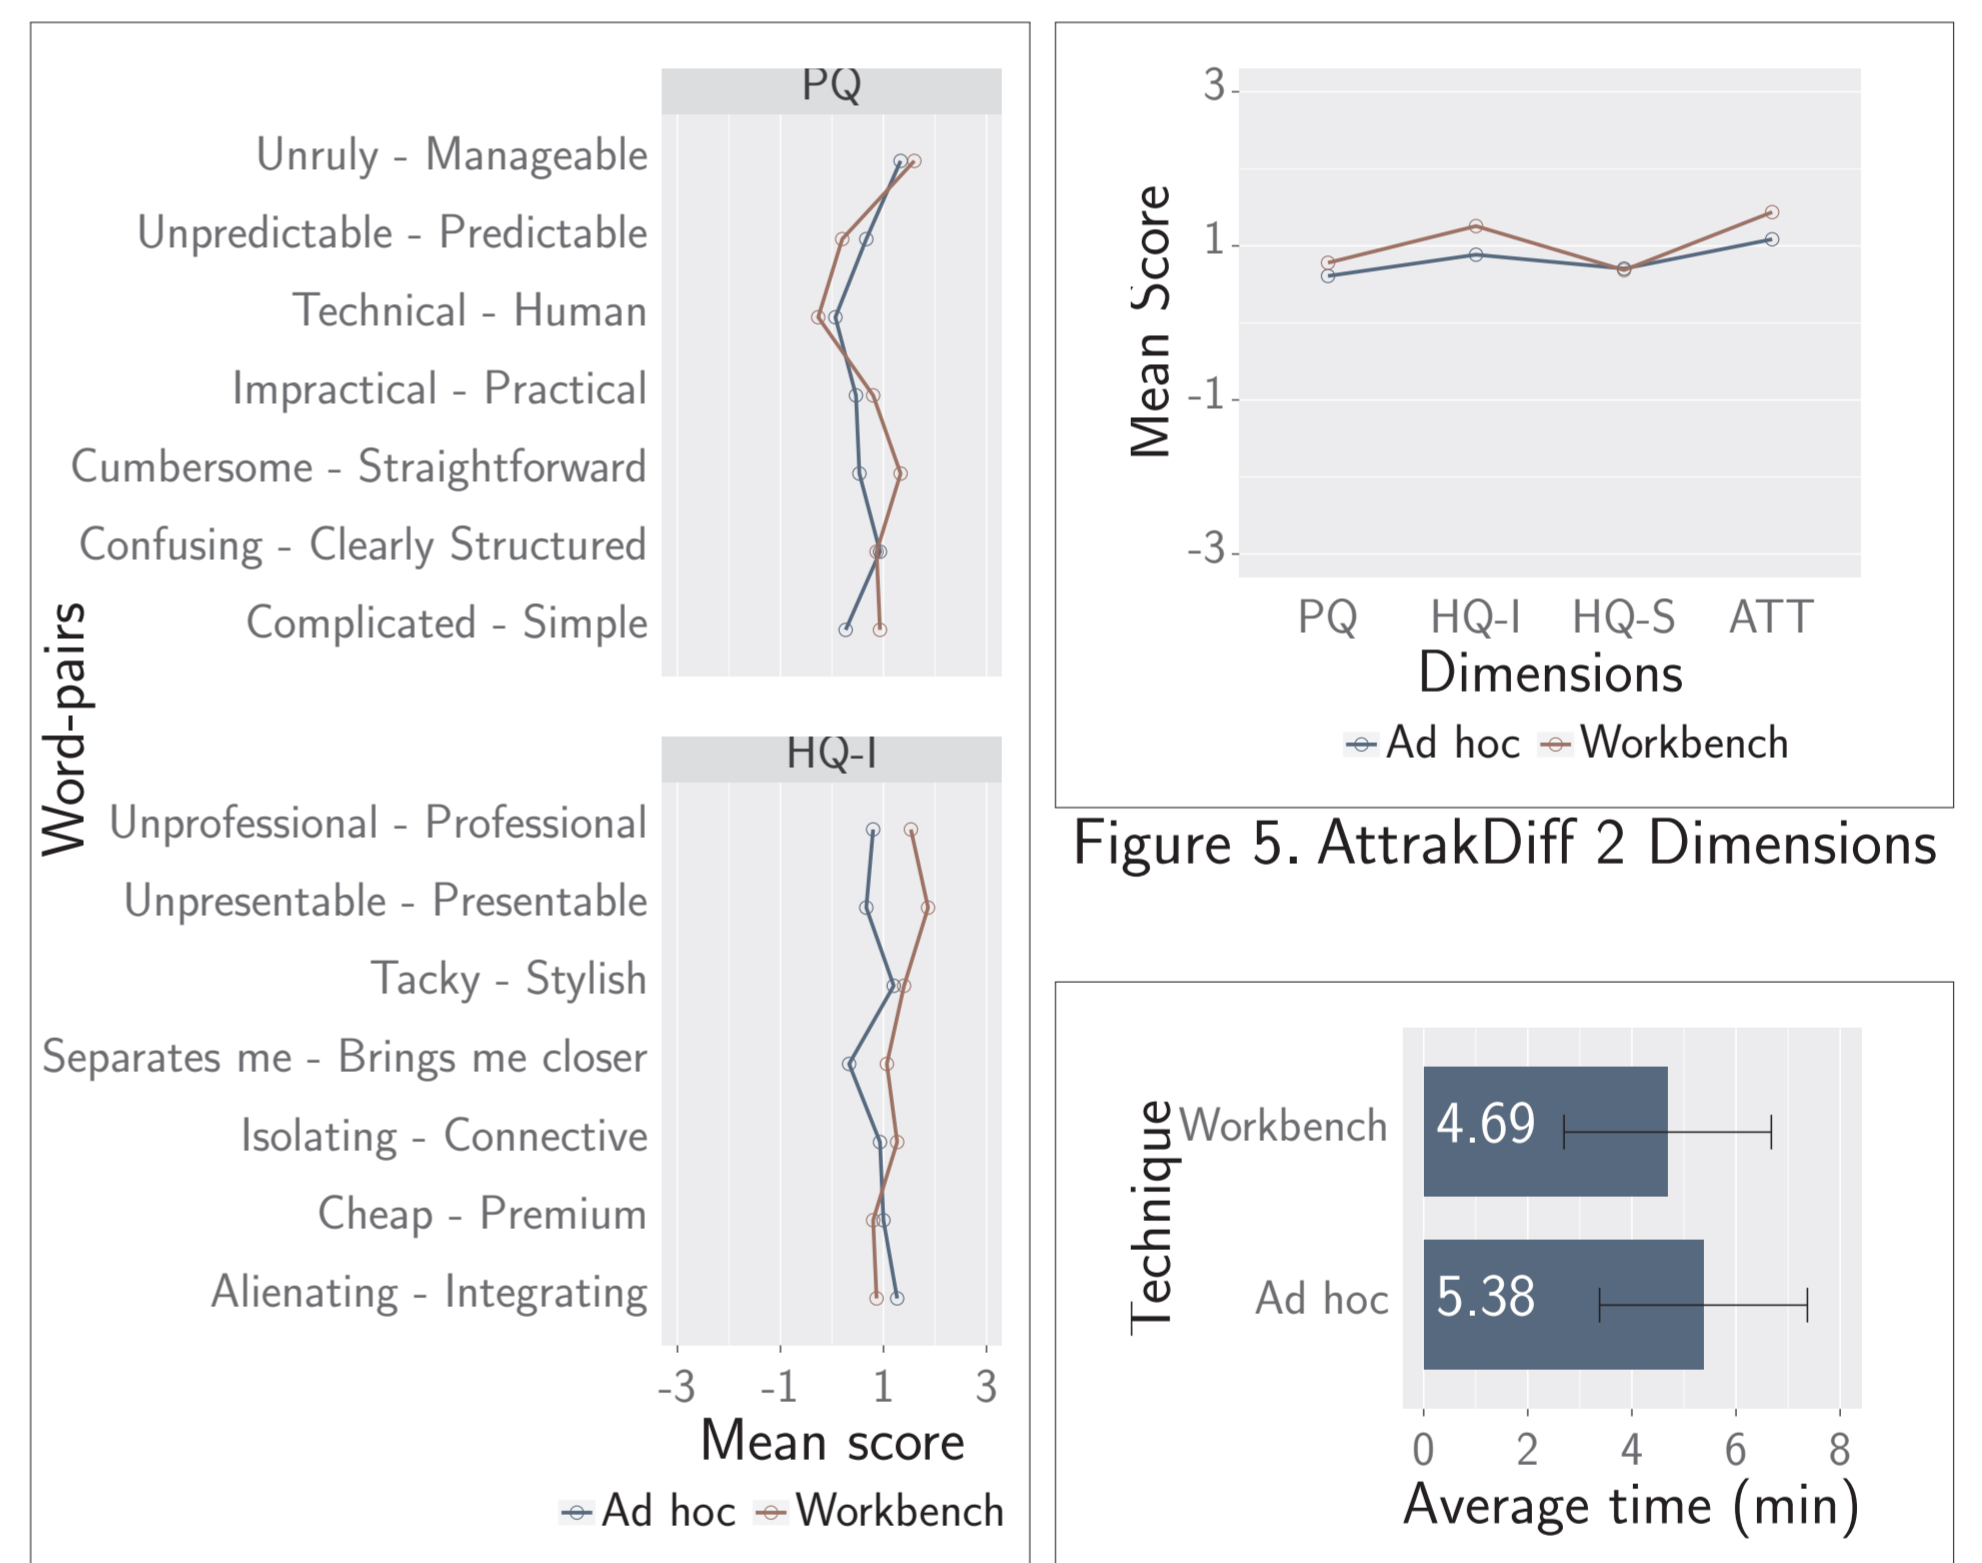 PQ
Unruly - Manageable
Unpredictable - Predictable
Technical - Human
Impractical - Practical
Cumbersome - Straightforward
Confusing - Clearly Structured
Complicated - Simple
Word-pairs
HQ-I
Unprofessional - Professional
Unpresentable - Presentable
Tacky - Stylish
Separates me - Brings me closer
Isolating - Connective
Cheap - Premium
Alienating - Integrating
-3 -1 1 3
Mean score
Ad hoc Workbench
3
1
-1
-3
Mean Score
PQ HQ-I HQ-S ATT
Dimensions
Ad hoc Workbench
Figure 5. AttrakDiff 2 Dimensions
Technique
Workbench 4.69
Ad hoc 5.38
0 2 4 6 8
Average time (min)